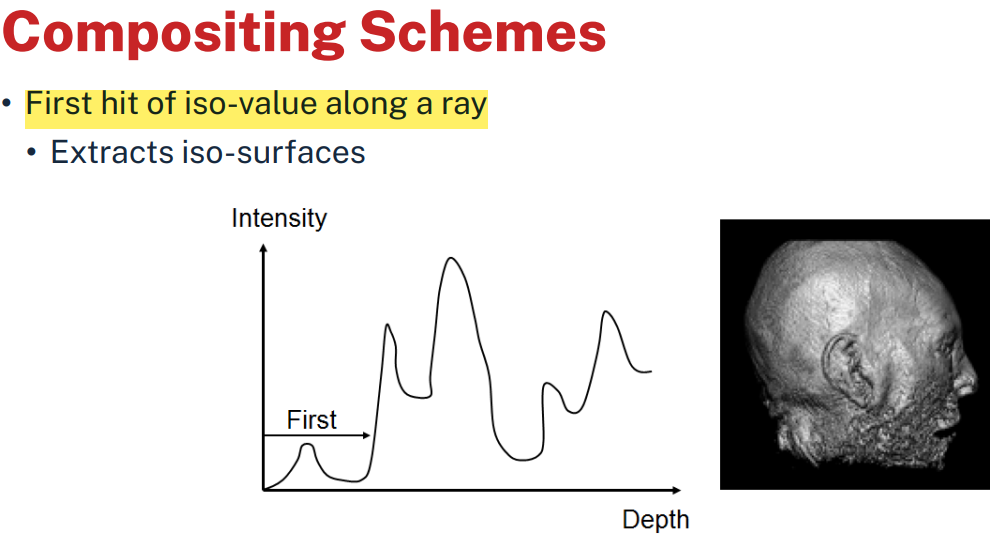 Compositing Schemes
• First hit of iso-value along a ray
• Extracts iso-surfaces
Intensity
First
Depth